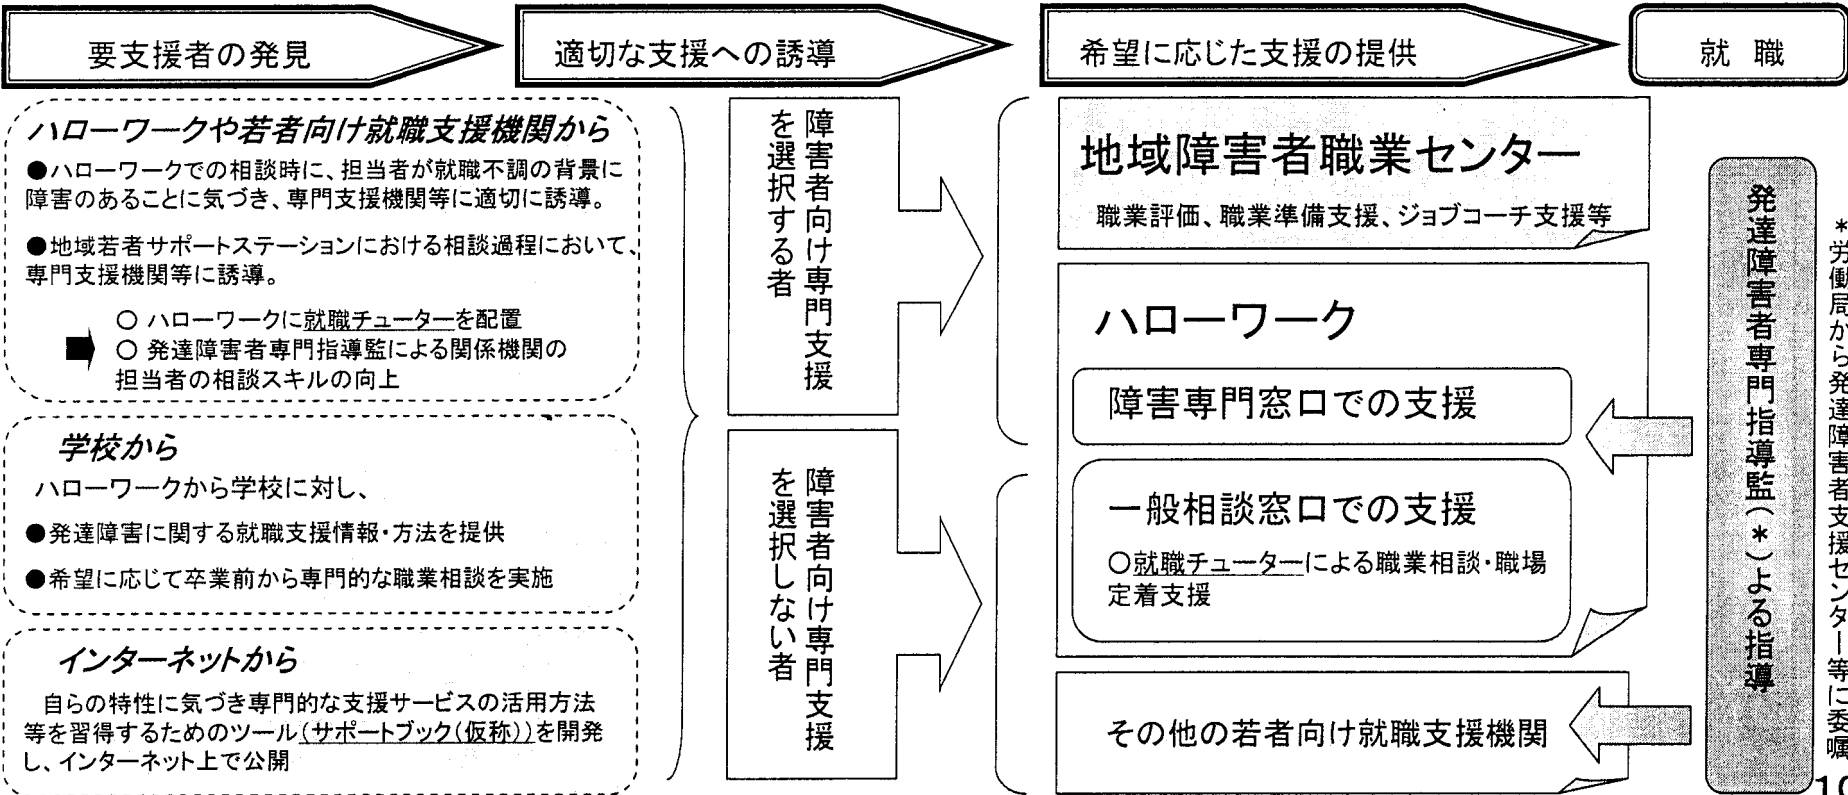 要支援者の発見
適切な支援への誘導
希望に応じた支援の提供
就 職
ハローワークや若者向け就職支援機関から
●ハローワークでの相談時に、担当者が就職不調の背景に
障害のあることに気づき、専門支援機関等に適切に誘導。
●地域若者サポートステーションにおける相談過程において、
専門支援機関等に誘導。
○ ハローワークに就職チューターを配置
○ 発達障害者専門指導監による関係機関の
担当者の相談スキルの向上
学校から
ハローワークから学校に対し、
●発達障害に関する就職支援情報・方法を提供
●希望に応じて卒業前から専門的な職業相談を実施
インターネットから
自らの特性に気づき専門的な支援サービスの活用方法
等を習得するためのツール(サポートブック(仮称))を開発
し、インターネット上で公開
障害者向け専門支援
を選択する者
障害者向け専門支援
を選択しない者
地域障害者職業センター
職業評価、職業準備支援、ジョブコーチ支援等
ハローワーク
障害専門窓口での支援
一般相談窓口での支援
○就職チューターによる職業相談・職場
定着支援
その他の若者向け就職支援機関
発達障害者専門指導監(*)よる指導
*労働局から発達障害者支援センター等に委嘱
10